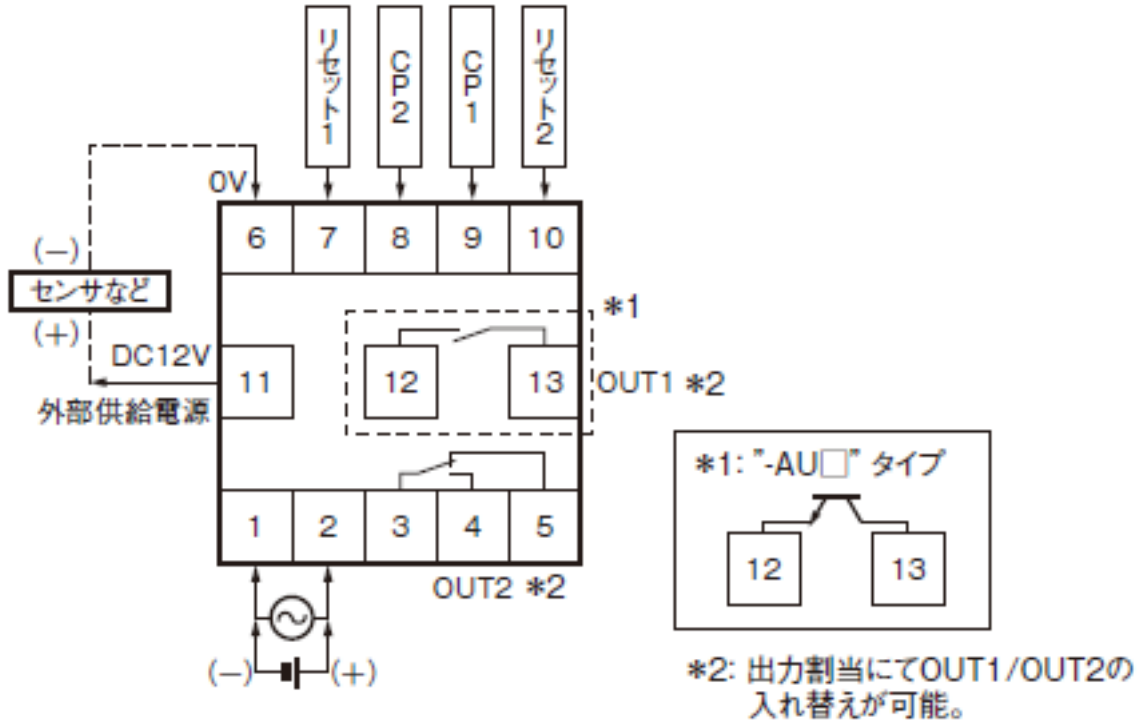 リセット1
CP2
CP1
リセット2
0V
6
7
8
9
10
(−)
センサなど
(+)
*1
DC12V
11
12
13
OUT1 *2
外部供給電源
1
2
3
4
5
OUT2 *2
(−)
(+)
*1: ”-AU□” タイプ
12
13
*2: 出力割当にてOUT1/OUT2の
入れ替えが可能。